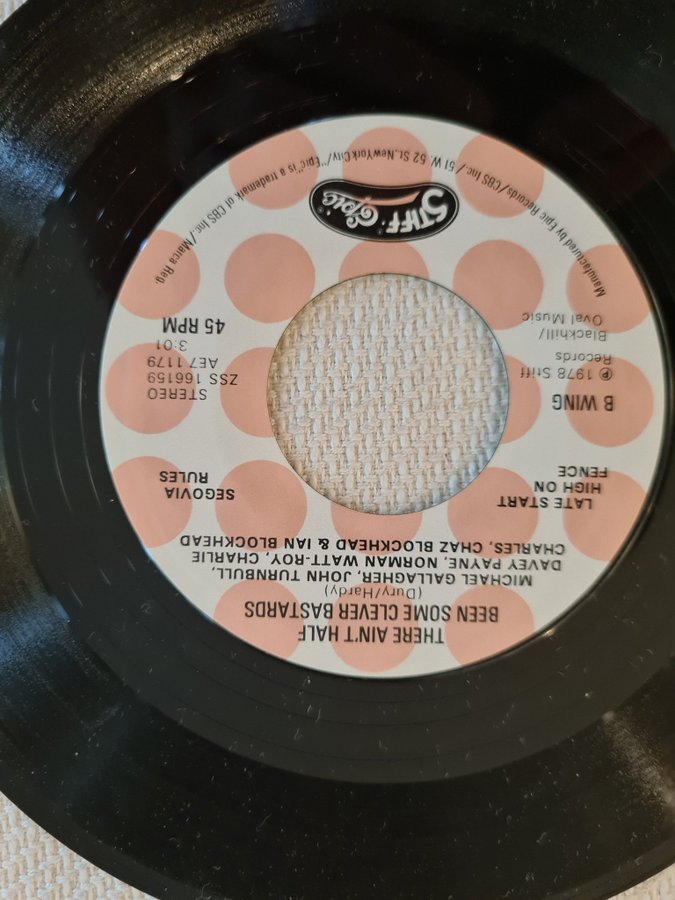 THERE AIN'T HALF
BEEN SOME CLEVER BASTARDS
(Dury/Hardy)
MICHAEL GALLAGHER, JOHN TURNBULL,
DAVEY PAYNE, NORMAN WATT-ROY, CHARLIE
CHARLES, CHAZ BLOCKHEAD & IAN BLOCKHEAD
LATE START
HIGH ON
FENCE
SEGOVIA
RULES
B WING
℗ 1978 Stiff
Records
Blackhill/
Oval Music
STEREO
ZSS 166159
AE7 1179
3:01
45 RPM
STIFF Epic
Manufactured by Epic Records/CBS Inc./51 W. 52 St., New York City/"Epic" is a trademark of CBS Inc./Marca Reg.